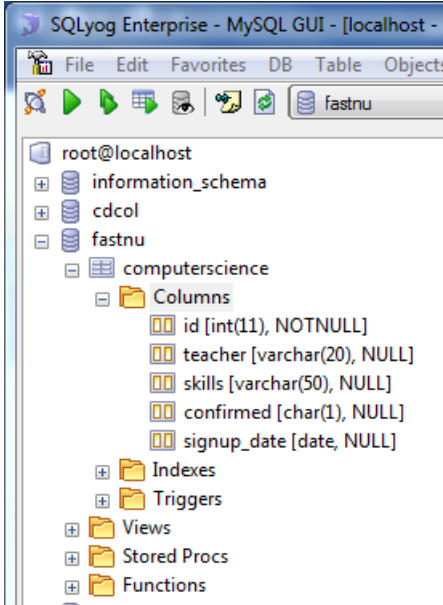 SQLyog Enterprise - MySQL GUI - [localhost -
File Edit Favorites DB Table Objects
fastnu
root@localhost
information_schema
cdcol
fastnu
computerscience
Columns
id [int(11), NOTNULL]
teacher [varchar(20), NULL]
skills [varchar(50), NULL]
confirmed [char(1), NULL]
signup_date [date, NULL]
Indexes
Triggers
Views
Stored Procs
Functions